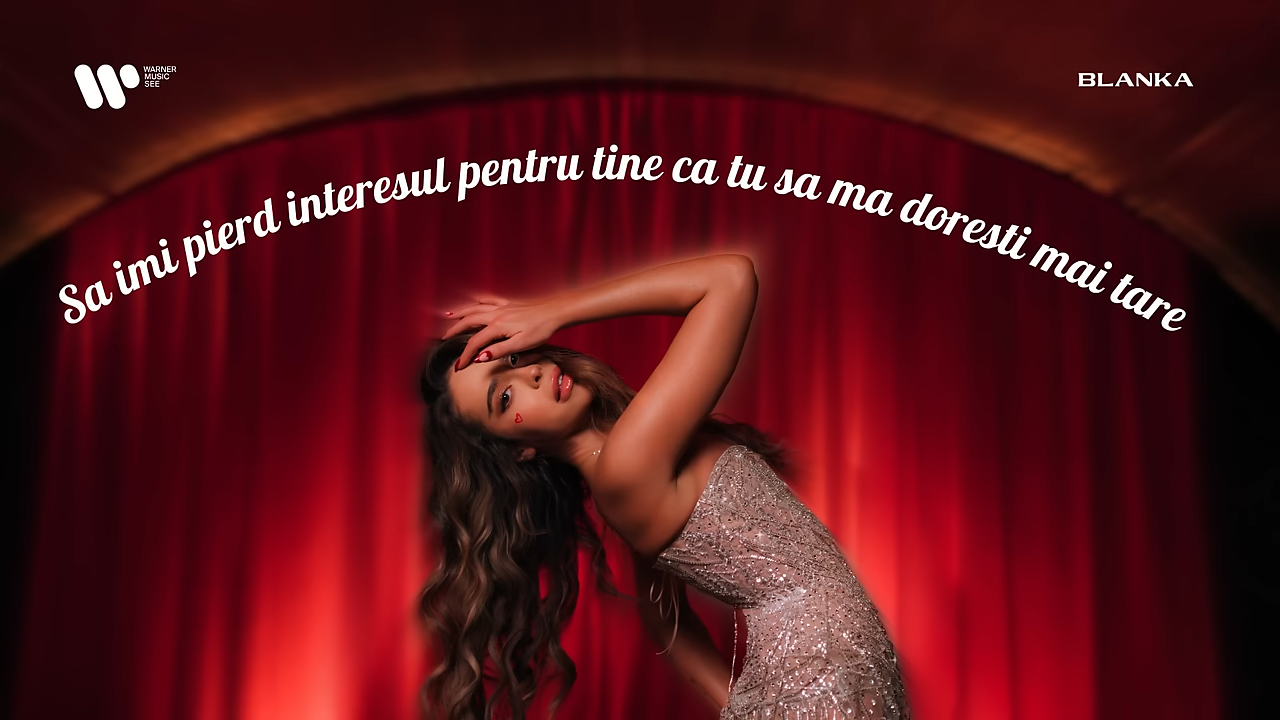 WARNER
MUSIC
SEE
BLANKA
Sa imi pierd interesul pentru tine ca tu sa ma doresti mai tare